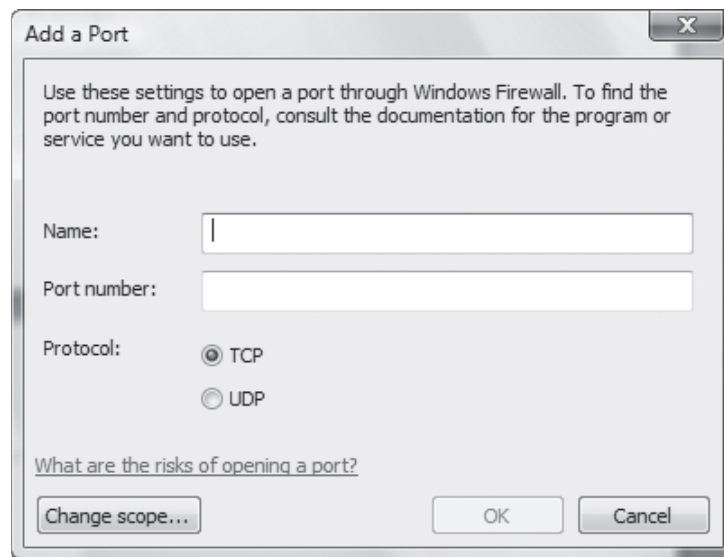 Add a Port
X
Use these settings to open a port through Windows Firewall. To find the
port number and protocol, consult the documentation for the program or
service you want to use.
Name:
Port number:
Protocol:
TCP
UDP
What are the risks of opening a port?
Change scope...
OK
Cancel